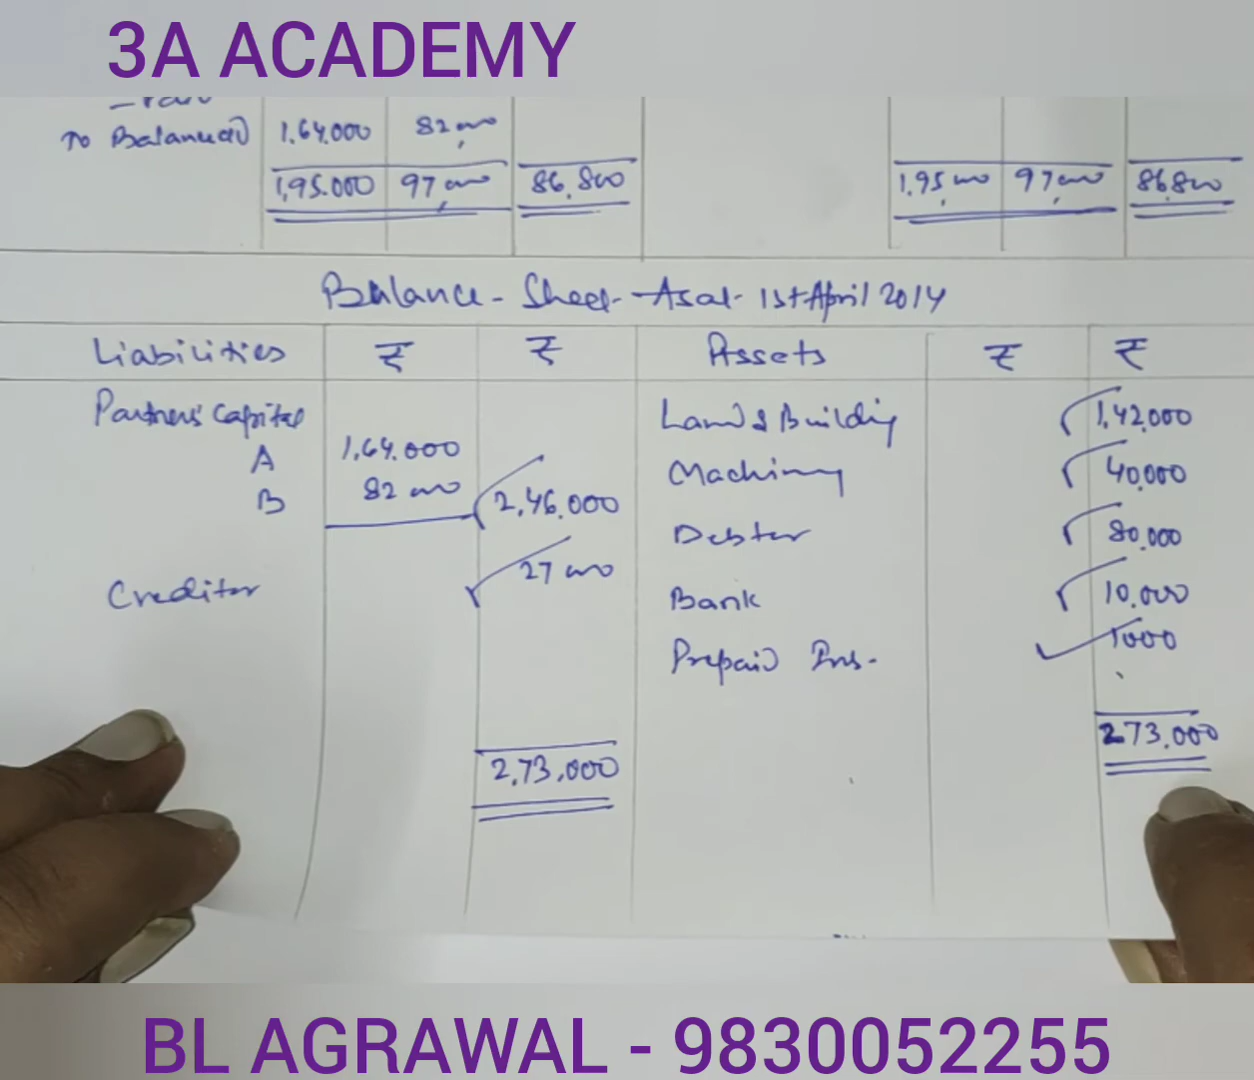 3A ACADEMY
To Balance c/d 1,64,000 82,000
1,95,000 97,000 86,800 1,95,000 97,000 86,800
Balance - Sheet - As at - 1st April 2014
Liabilities ₹ ₹ Assets ₹ ₹
Partners' Capital Land & Building 1,42,000
A 1,64,000 Machinery 40,000
B 82,000 2,46,000
Debtor 80,000
Creditor 27,000 Bank 10,000
Prepaid Ins. 1000
2,73,000 273,000
BL AGRAWAL - 9830052255